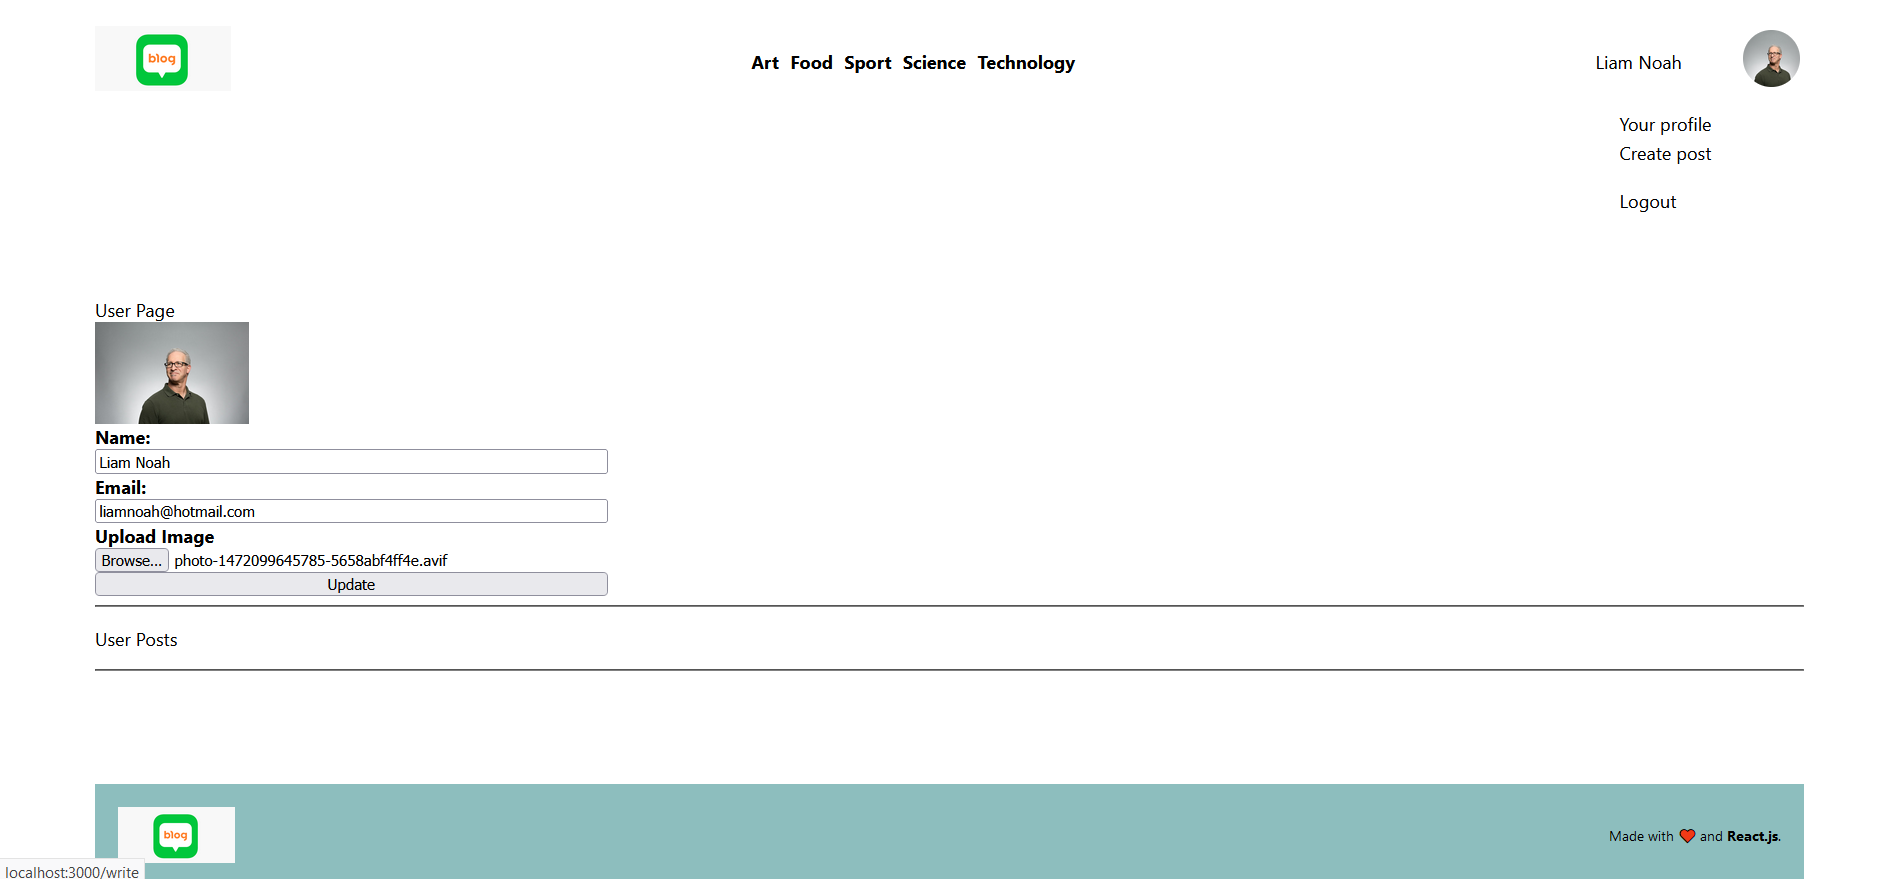 blog
Art Food Sport Science Technology
Liam Noah
Your profile
Create post
Logout
User Page
Name:
Liam Noah
Email:
liamnoah@hotmail.com
Upload Image
Browse... photo-1472099645785-5658abf4ff4e.avif
Update
User Posts
blog
Made with ❤ and React.js.
localhost:3000/write